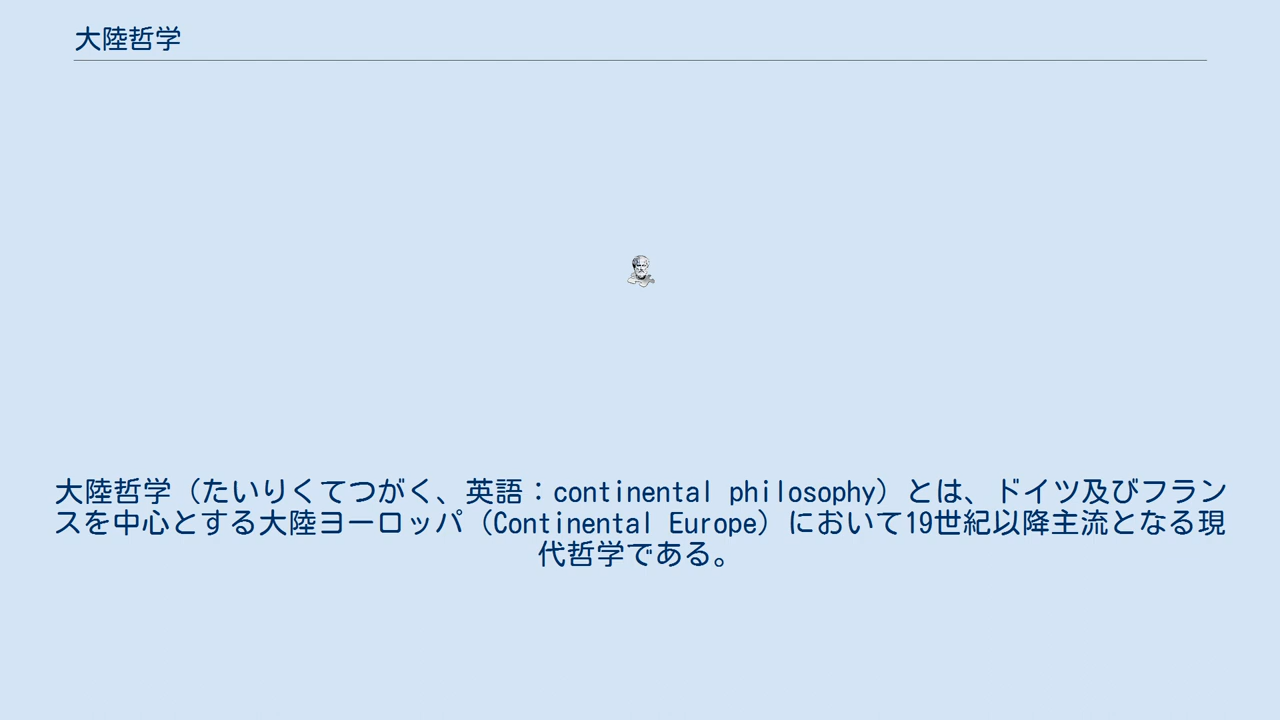 大陸哲学
大陸哲学（たいりくてつがく、英語：continental philosophy）とは、ドイツ及びフラン
スを中心とする大陸ヨーロッパ（Continental Europe）において19世紀以降主流となる現
代哲学である。